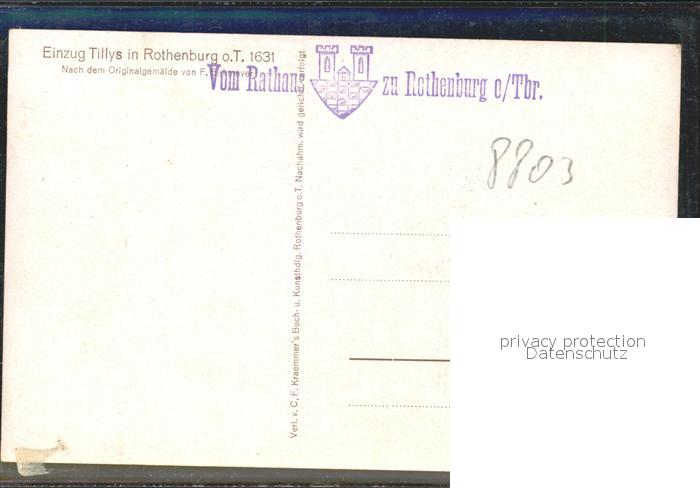 Einzug Tillys in Rothenburg o.T. 1631
Nach dem Originalgemälde von F.
Vom Rathaus zu Rothenburg o/Tbr.
8803
Verl. v. C. F. Kraemmer's Buch- u. Kunsthdlg. Rothenburg o. T. Nachahm. wird gerichtl. verfolgt
privacy protection
Datenschutz